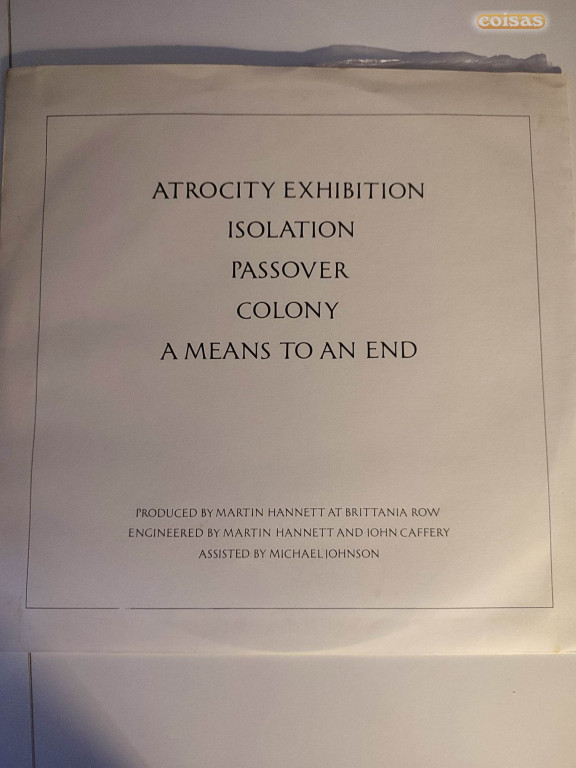 coisas
ATROCITY EXHIBITION
ISOLATION
PASSOVER
COLONY
A MEANS TO AN END
PRODUCED BY MARTIN HANNETT AT BRITTANIA ROW
ENGINEERED BY MARTIN HANNETT AND JOHN CAFFERY
ASSISTED BY MICHAEL JOHNSON